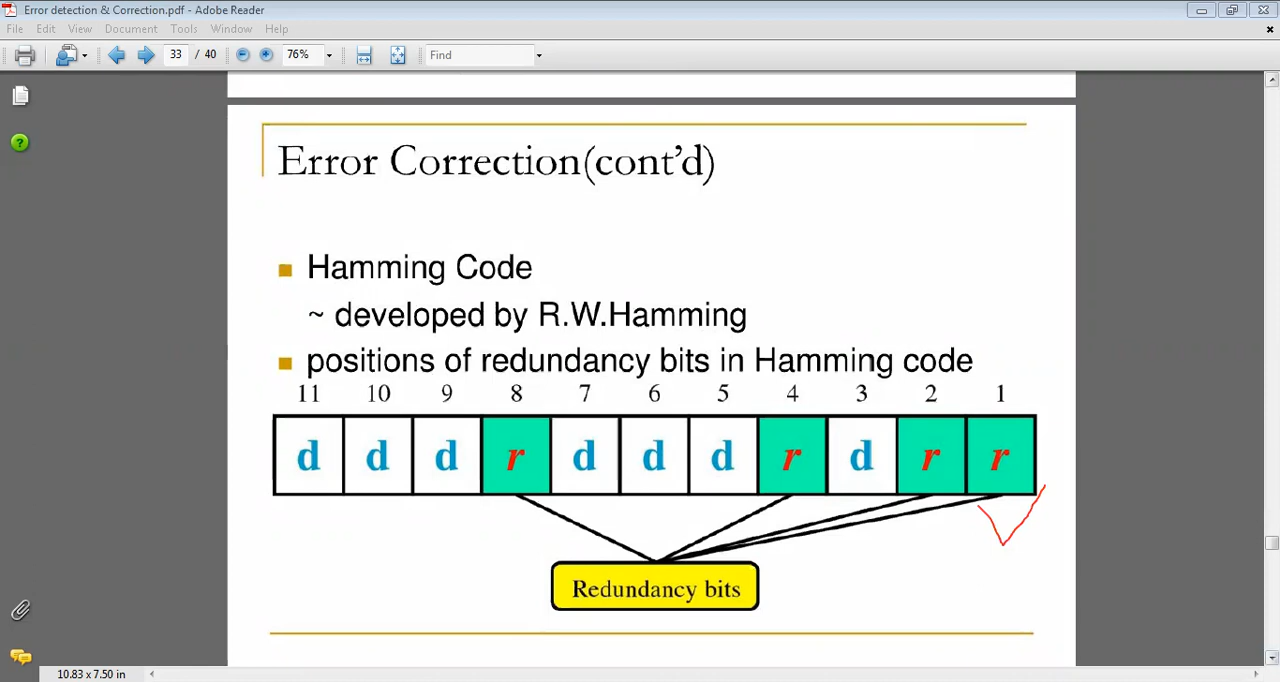 Error detection & Correction.pdf - Adobe Reader
File Edit View Document Tools Window Help
33 / 40 76% Find
Error Correction(cont’d)
Hamming Code
~ developed by R.W.Hamming
positions of redundancy bits in Hamming code
11 10 9 8 7 6 5 4 3 2 1
d d d r d d d r d r r
Redundancy bits
10.83 x 7.50 in